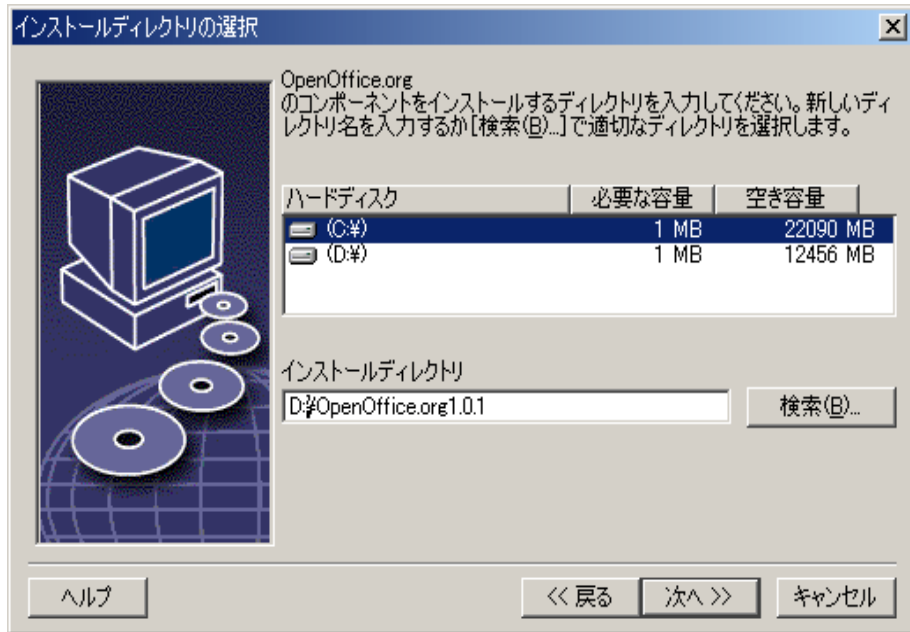 インストールディレクトリの選択
OpenOffice.org
のコンポーネントをインストールするディレクトリを入力してください。新しいディ
レクトリ名を入力するか[検索(B)...]で適切なディレクトリを選択します。
ハードディスク 必要な容量 空き容量
(C:¥) 1 MB 22090 MB
(D:¥) 1 MB 12456 MB
インストールディレクトリ
D:¥OpenOffice.org1.0.1 検索(B)...
ヘルプ << 戻る 次へ >> キャンセル